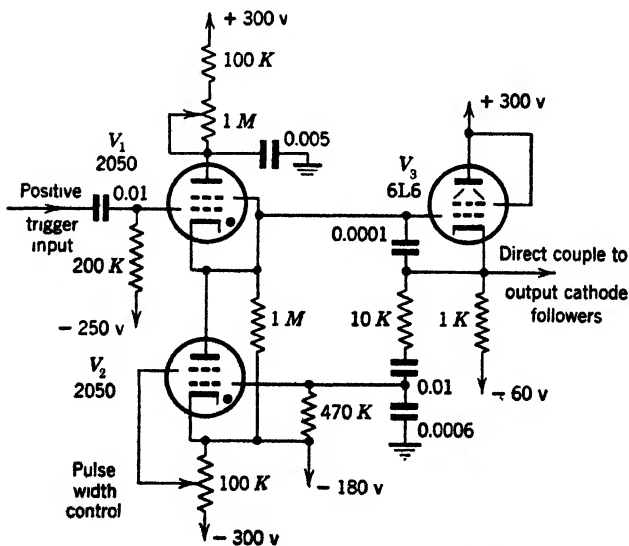 + 300 v
100 K
1 M
0.005
V1
2050
Positive
trigger
input
0.01
200 K
− 250 v
+ 300 v
V3
6L6
0.0001
Direct couple to
output cathode
followers
1 M
10 K
1 K
− 60 v
V2
2050
0.01
470 K
0.0006
Pulse
width
control
100 K
− 180 v
− 300 v